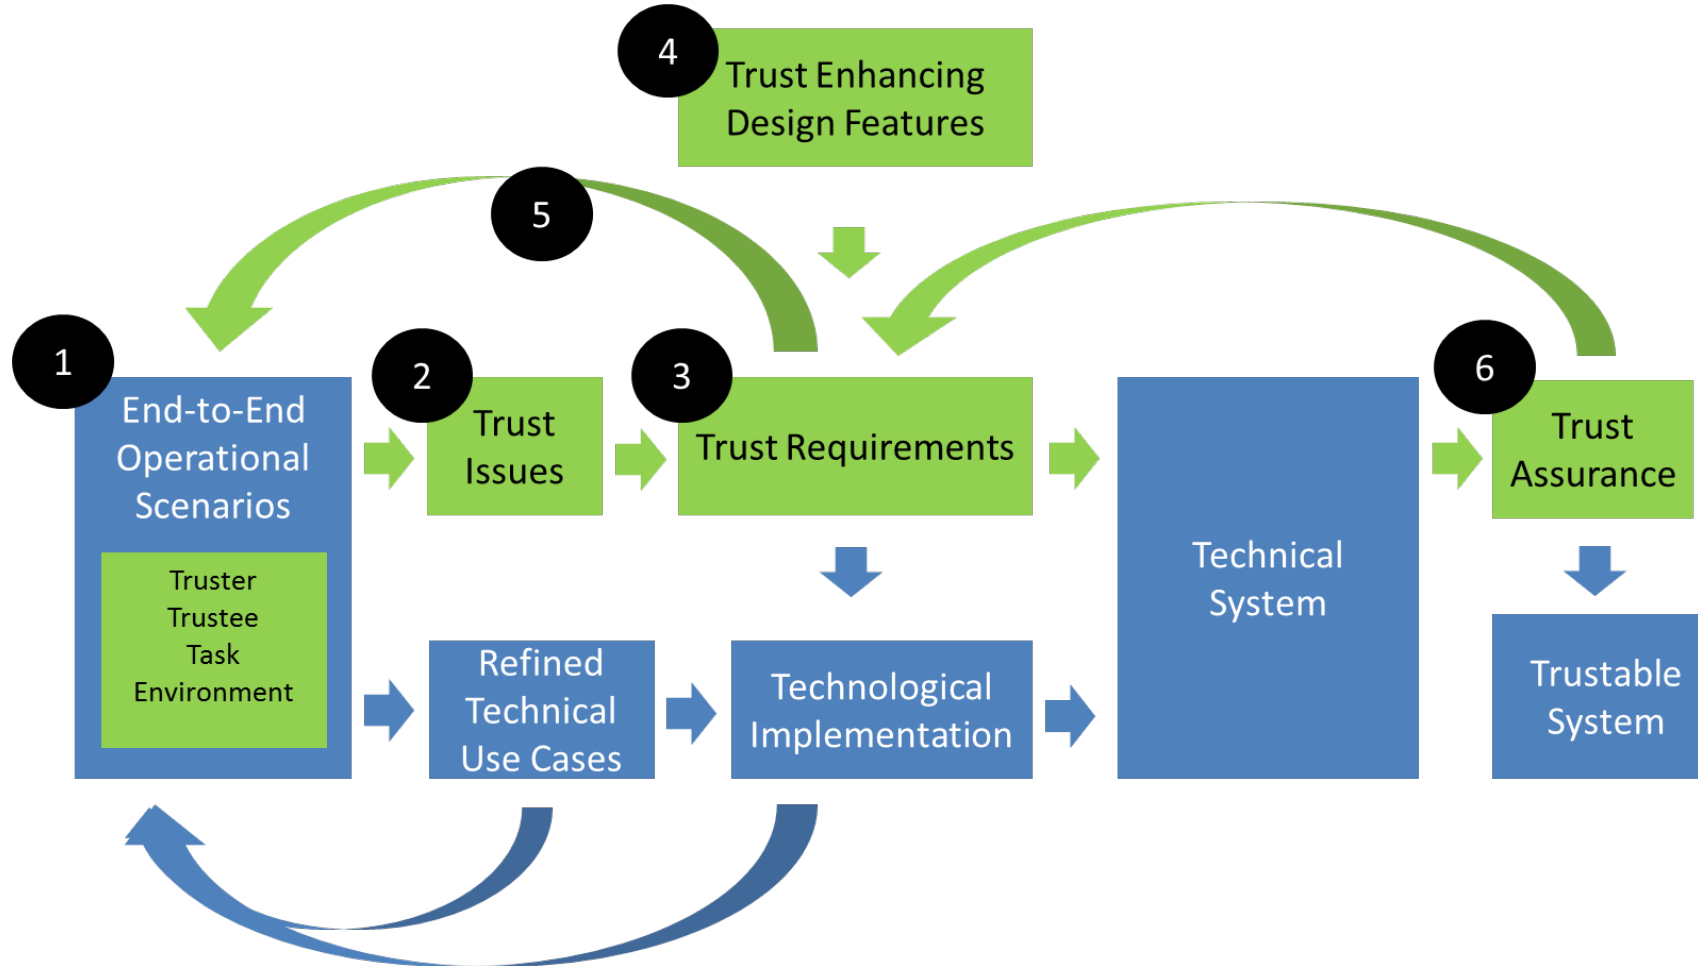 4
Trust Enhancing
Design Features
5
1
End-to-End
Operational
Scenarios
Truster
Trustee
Task
Environment
2
Trust
Issues
3
Trust Requirements
Refined
Technical
Use Cases
Technological
Implementation
Technical
System
6
Trust
Assurance
Trustable
System